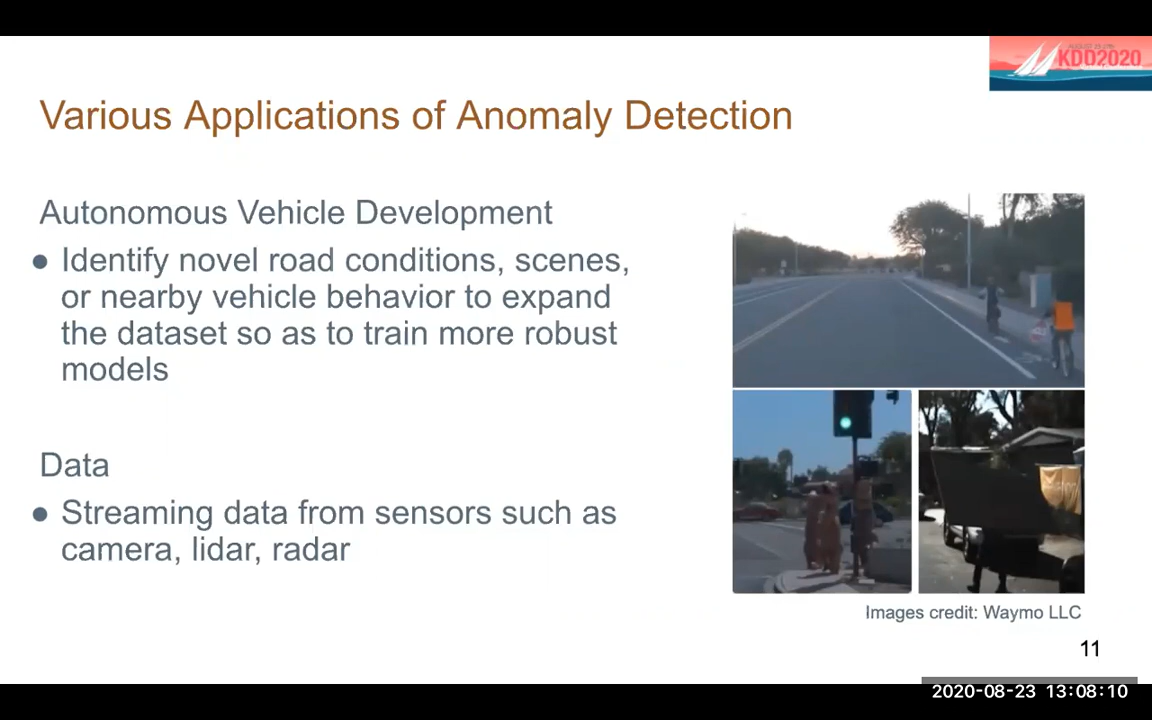 KDD2020
Various Applications of Anomaly Detection
Autonomous Vehicle Development
● Identify novel road conditions, scenes,
or nearby vehicle behavior to expand
the dataset so as to train more robust
models
Data
● Streaming data from sensors such as
camera, lidar, radar
Images credit: Waymo LLC
11
2020-08-23 13:08:10